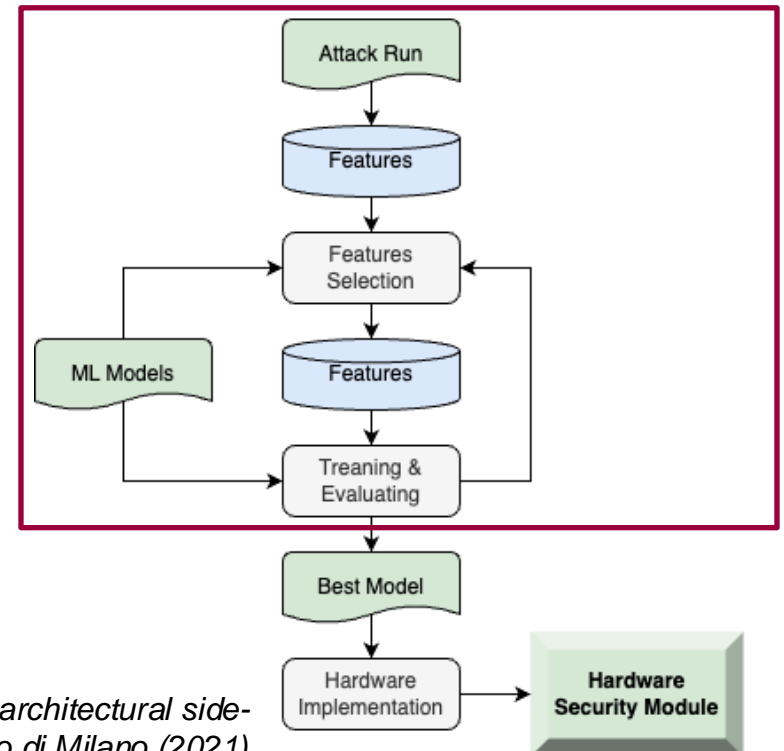 Attack Run
Features
Features
Selection
ML Models
Features
Treaning &
Evaluating
Best Model
Hardware
Implementation
Hardware
Security Module
architectural side-
di Milano (2021)